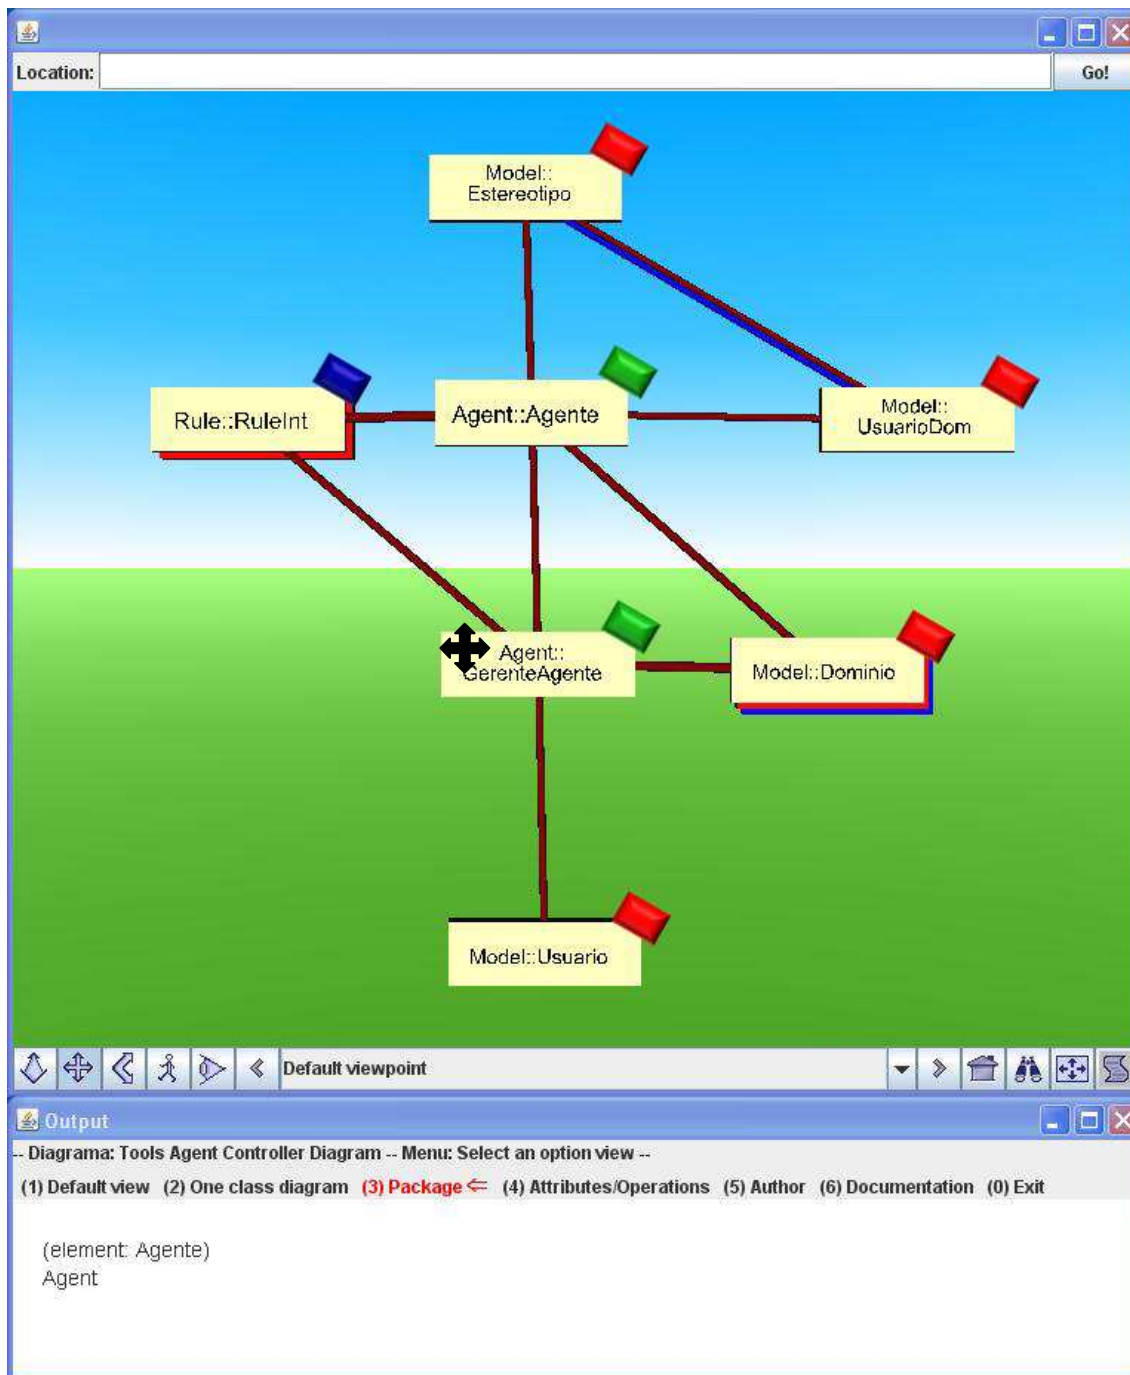 Location:
Go!
Model::
Estereotipo
Rule::RuleInt
Agent::Agente
Model::
UsuarioDom
Agent::
GerenteAgente
Model::Dominio
Model::Usuario
Default viewpoint
Output
-- Diagrama: Tools Agent Controller Diagram -- Menu: Select an option view --
(1) Default view (2) One class diagram (3) Package ⇐ (4) Attributes/Operations (5) Author (6) Documentation (0) Exit
(element: Agente)
Agent